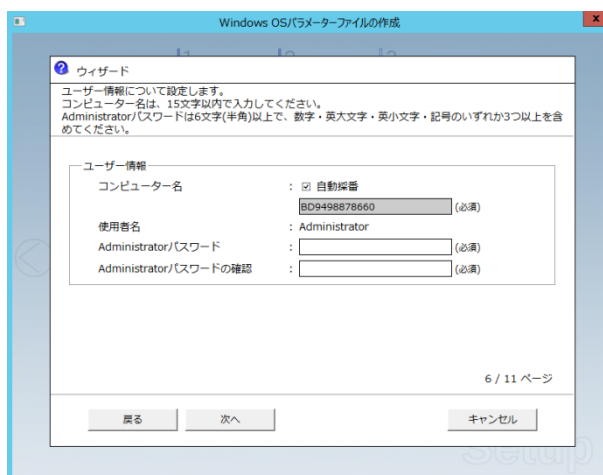 Windows OSパラメーターファイルの作成
x
1 2 3
? ウィザード
ユーザー情報について設定します。
コンピューター名は、15文字以内で入力してください。
Administratorパスワードは6文字(半角)以上で、数字・英大文字・英小文字・記号のいずれか3つ以上を含
めてください。
ユーザー情報
コンピューター名 : ☑ 自動採番
BD9498878660 (必須)
使用者名 : Administrator
Administratorパスワード : (必須)
Administratorパスワードの確認 : (必須)
6 / 11 ページ
戻る 次へ キャンセル
Setup